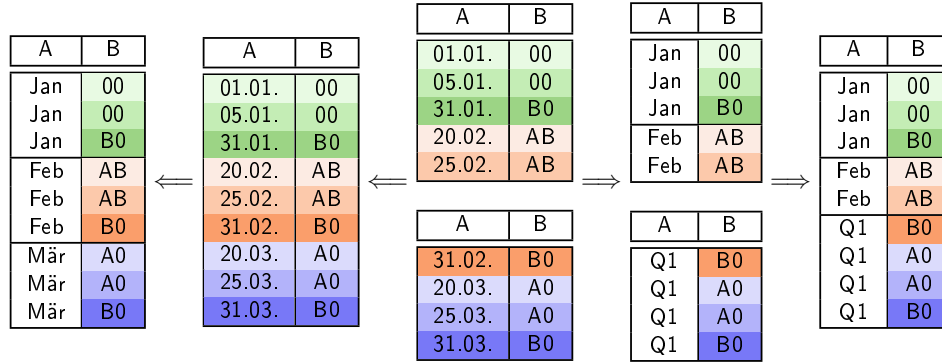 A B
Jan 00
Jan 00
Jan B0
Feb AB
Feb AB
Feb B0
Mär A0
Mär A0
Mär B0
⇐
A B
01.01. 00
05.01. 00
31.01. B0
20.02. AB
25.02. AB
31.02. B0
20.03. A0
25.03. A0
31.03. B0
⇐
A B
01.01. 00
05.01. 00
31.01. B0
20.02. AB
25.02. AB
A B
31.02. B0
20.03. A0
25.03. A0
31.03. B0
⇒
A B
Jan 00
Jan 00
Jan B0
Feb AB
Feb AB
A B
Q1 B0
Q1 A0
Q1 A0
Q1 B0
⇒
A B
Jan 00
Jan 00
Jan B0
Feb AB
Feb AB
Q1 B0
Q1 A0
Q1 A0
Q1 B0